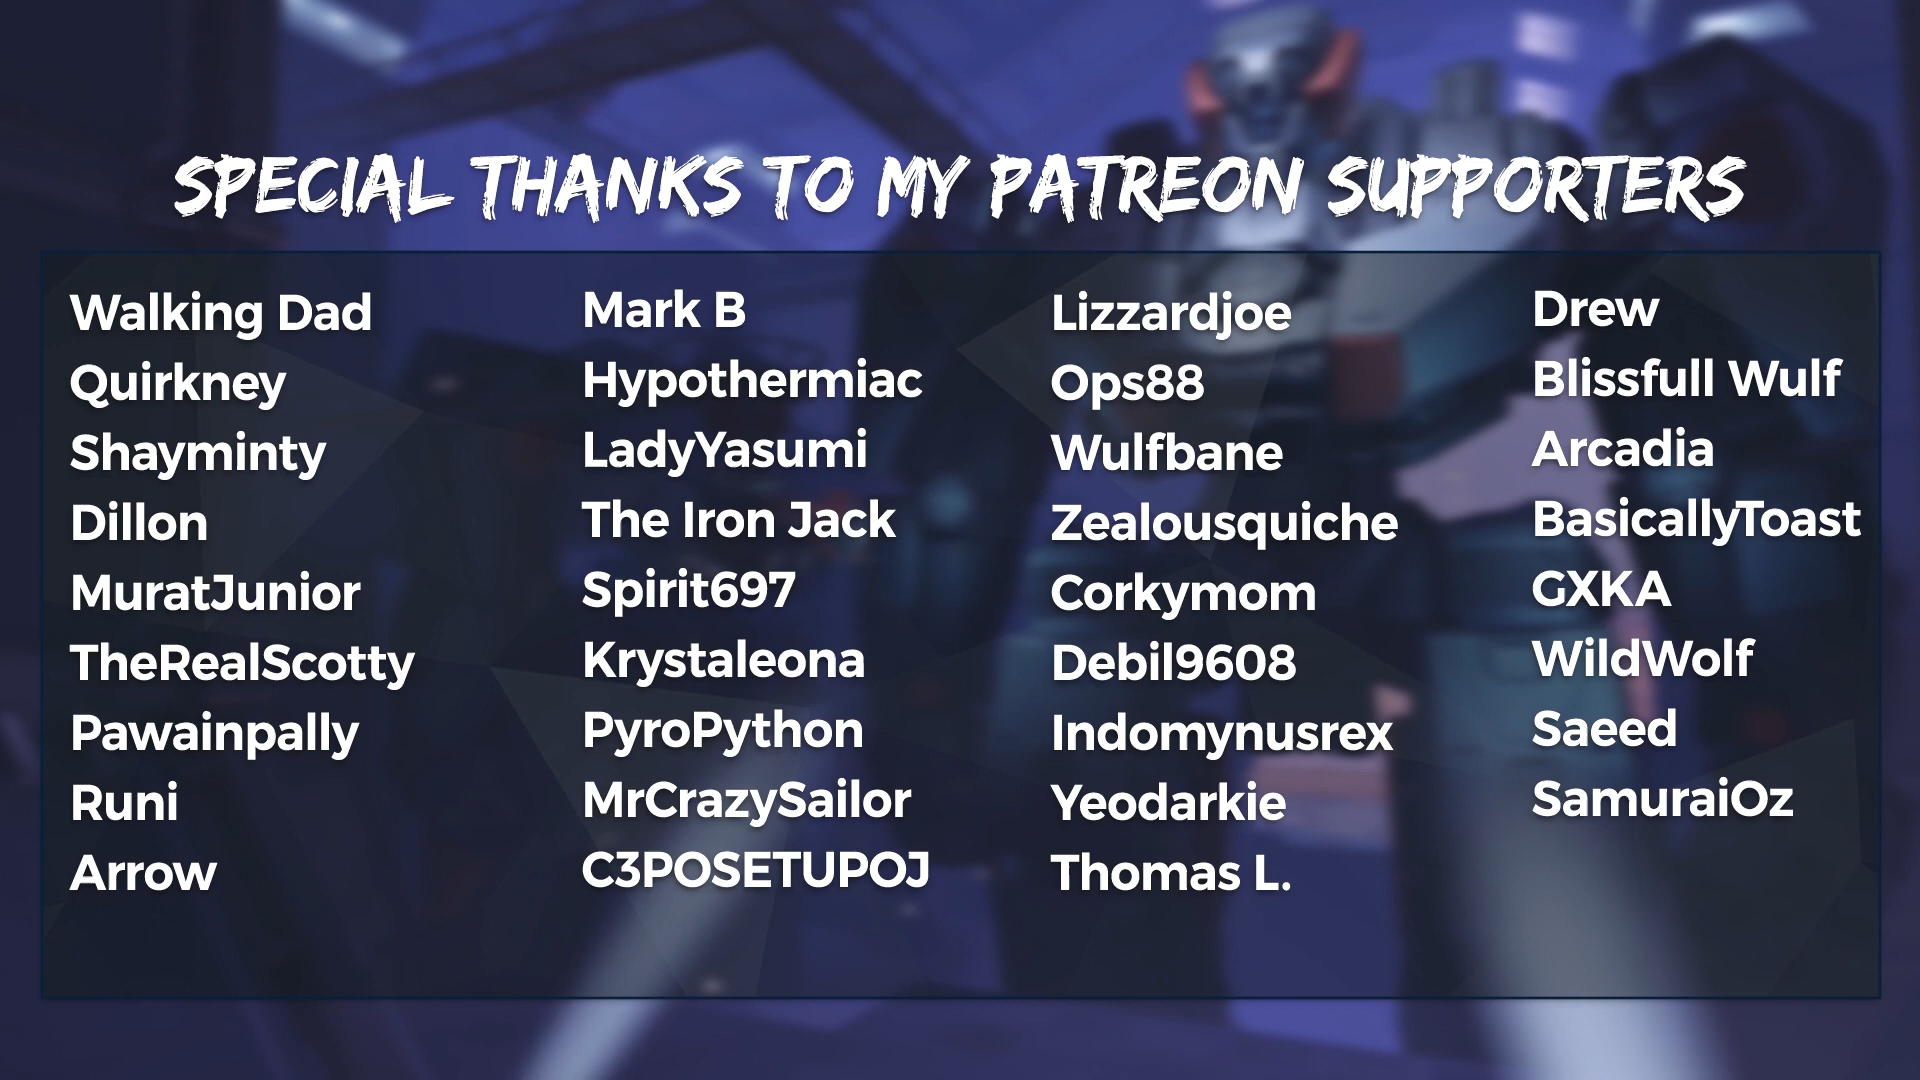 SPECIAL THANKS TO MY PATREON SUPPORTERS
Walking Dad
Quirkney
Shayminty
Dillon
MuratJunior
TheRealScotty
Pawainpally
Runi
Arrow
Mark B
Hypothermiac
LadyYasumi
The Iron Jack
Spirit697
Krystaleona
PyroPython
MrCrazySailor
C3POSETUPOJ
Lizzardjoe
Ops88
Wulfbane
Zealousquiche
Corkymom
Debil9608
Indomynusrex
Yeodarkie
Thomas L.
Drew
Blissfull Wulf
Arcadia
BasicallyToast
GXKA
WildWolf
Saeed
SamuraiOz